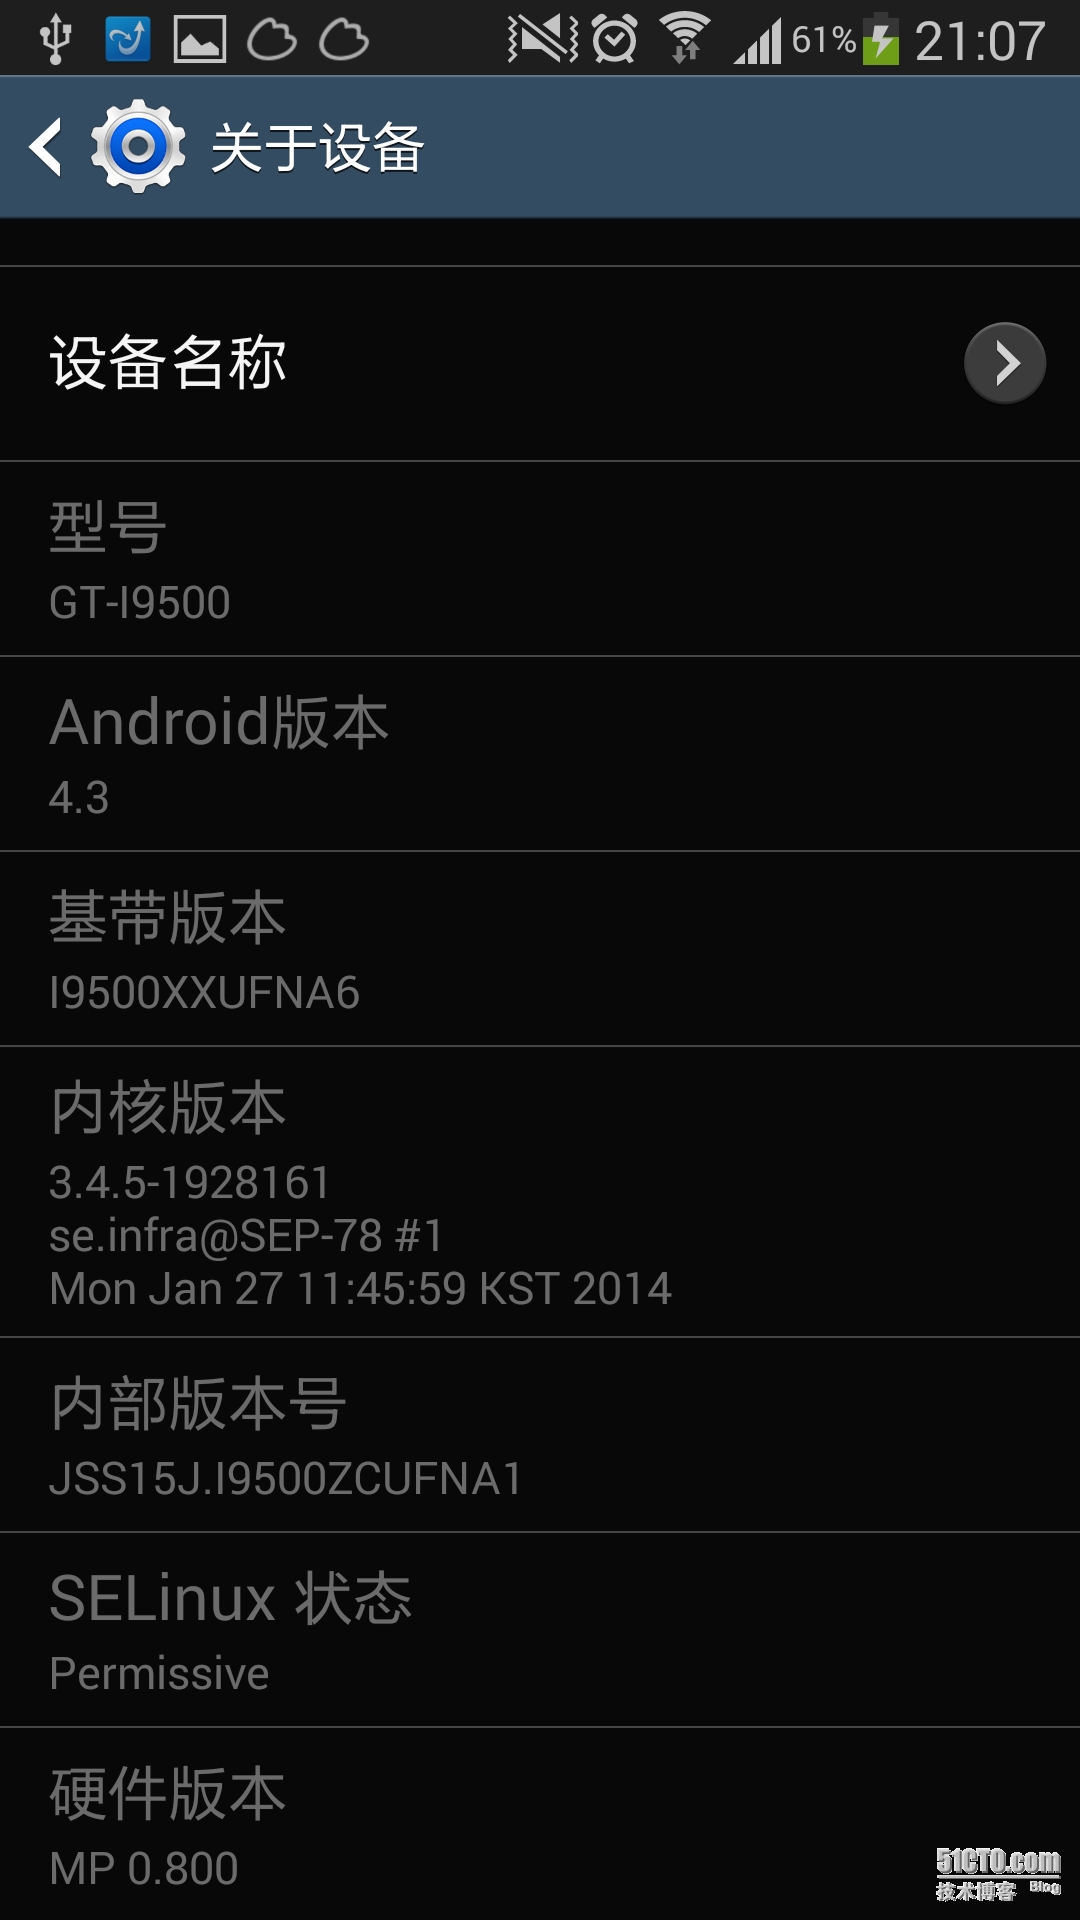 61% 21:07
关于设备
设备名称
型号
GT-I9500
Android版本
4.3
基带版本
I9500XXUFNA6
内核版本
3.4.5-1928161
se.infra@SEP-78 #1
Mon Jan 27 11:45:59 KST 2014
内部版本号
JSS15J.I9500ZCUFNA1
SELinux 状态
Permissive
硬件版本
MP 0.800
51CTO.com
技术博客 Blog